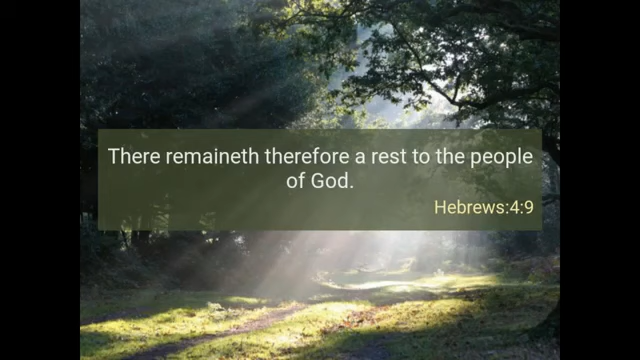 There remaineth therefore a rest to the people
of God.
Hebrews:4:9